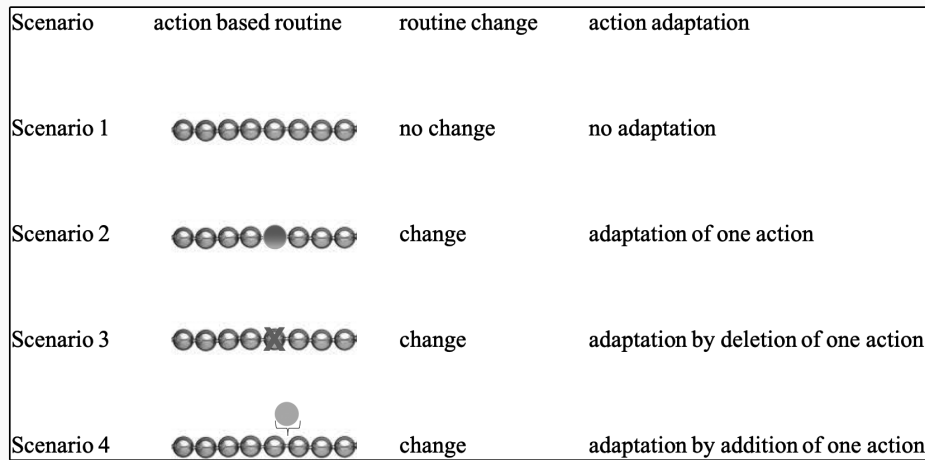 Scenario action based routine routine change action adaptation
Scenario 1 no change no adaptation
Scenario 2 change adaptation of one action
Scenario 3 change adaptation by deletion of one action
Scenario 4 change adaptation by addition of one action